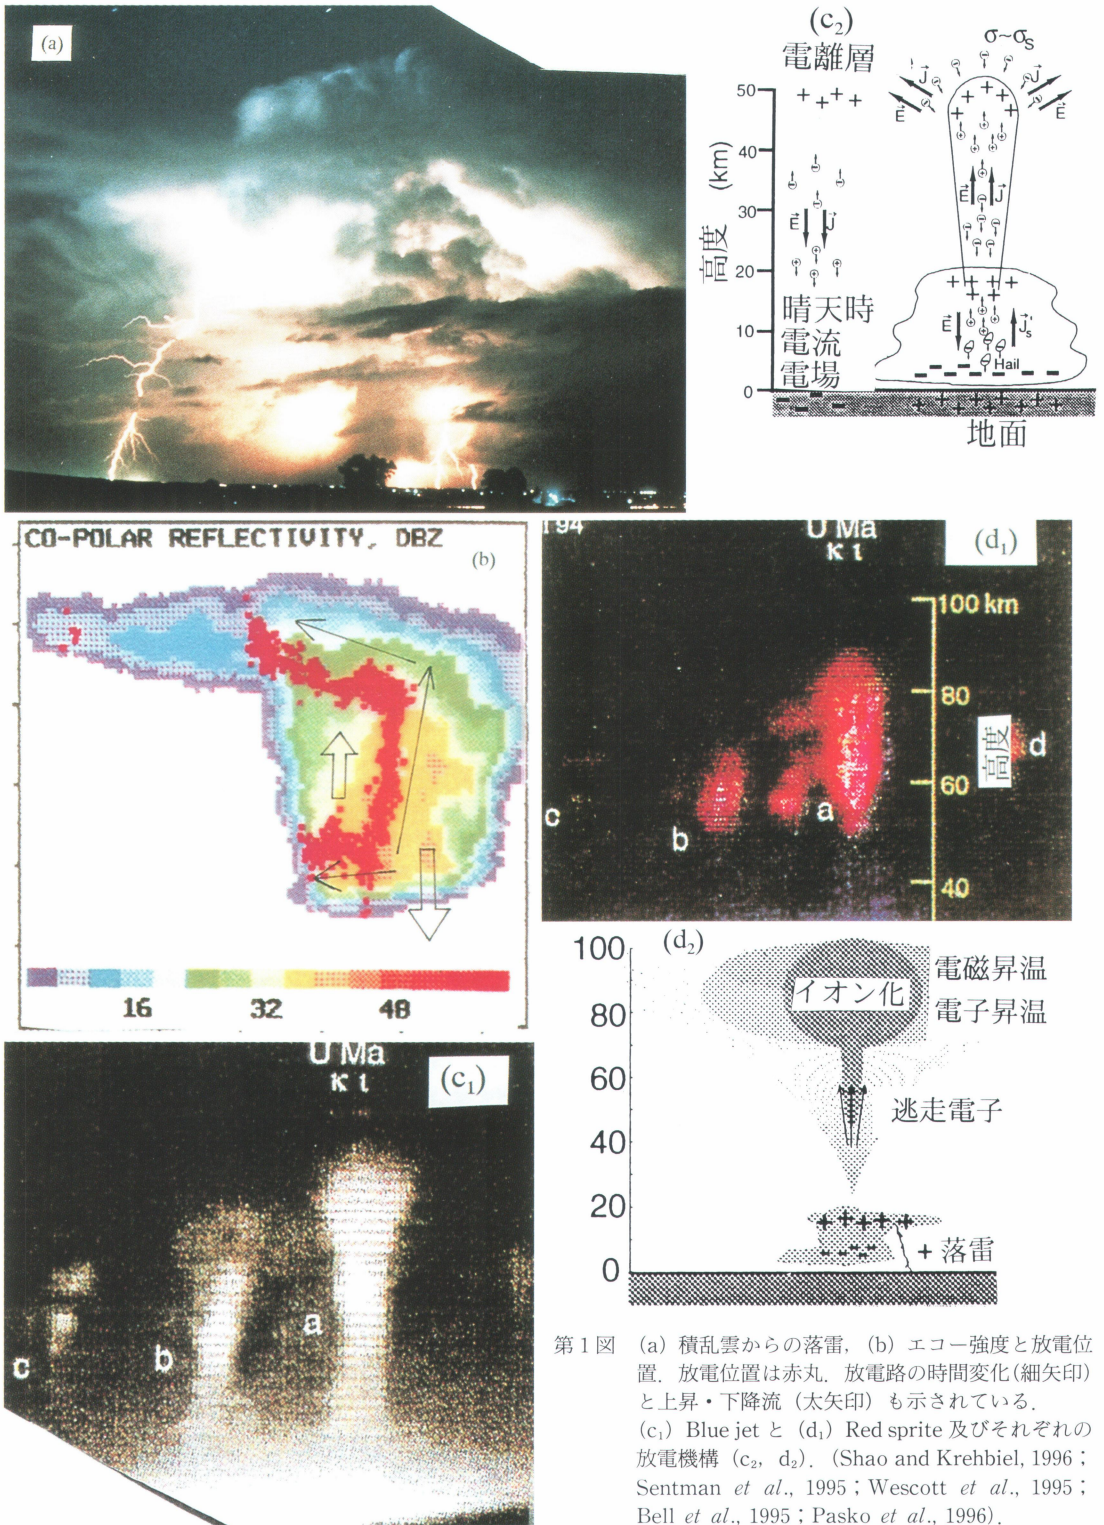 (a)
(c₂)
電離層
σ~σs
J
J
E
E
50
40
30
20
10
0
高度 (km)
E
J
E
J
晴天時
電流
電場
E
J's
Hail
地面
CO-POLAR REFLECTIVITY, DBZ
(b)
16
32
48
U Ma
κ ι
(d₁)
100 km
80
60
40
高度
a
b
c
d
(d₂)
100
80
60
40
20
0
イオン化
電磁昇温
電子昇温
逃走電子
+ 落雷
U Ma
κ ι
(c₁)
a
b
c
第1図 (a) 積乱雲からの落雷,(b) エコー強度と放電位
置.放電位置は赤丸.放電路の時間変化(細矢印)
と上昇・下降流(太矢印)も示されている.
(c₁) Blue jet と (d₁) Red sprite 及びそれぞれの
放電機構 (c₂, d₂).(Shao and Krehbiel, 1996;
Sentman et al., 1995;Wescott et al., 1995;
Bell et al., 1995;Pasko et al., 1996).